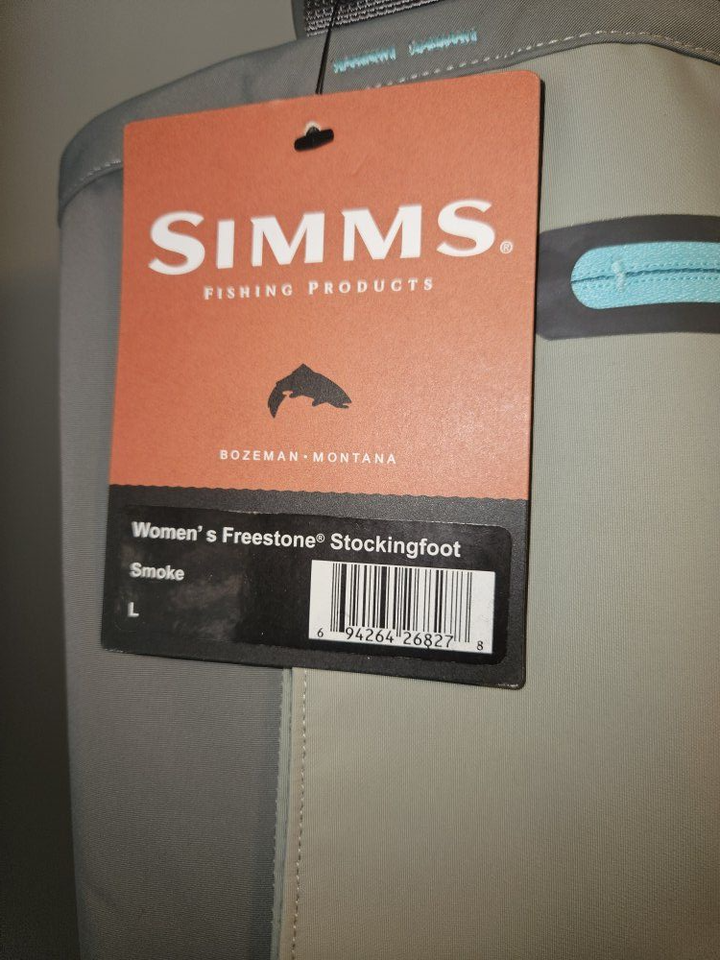 SIMMS®
FISHING PRODUCTS
BOZEMAN • MONTANA
Women's Freestone® Stockingfoot
Smoke
L
6 94264 26827 8